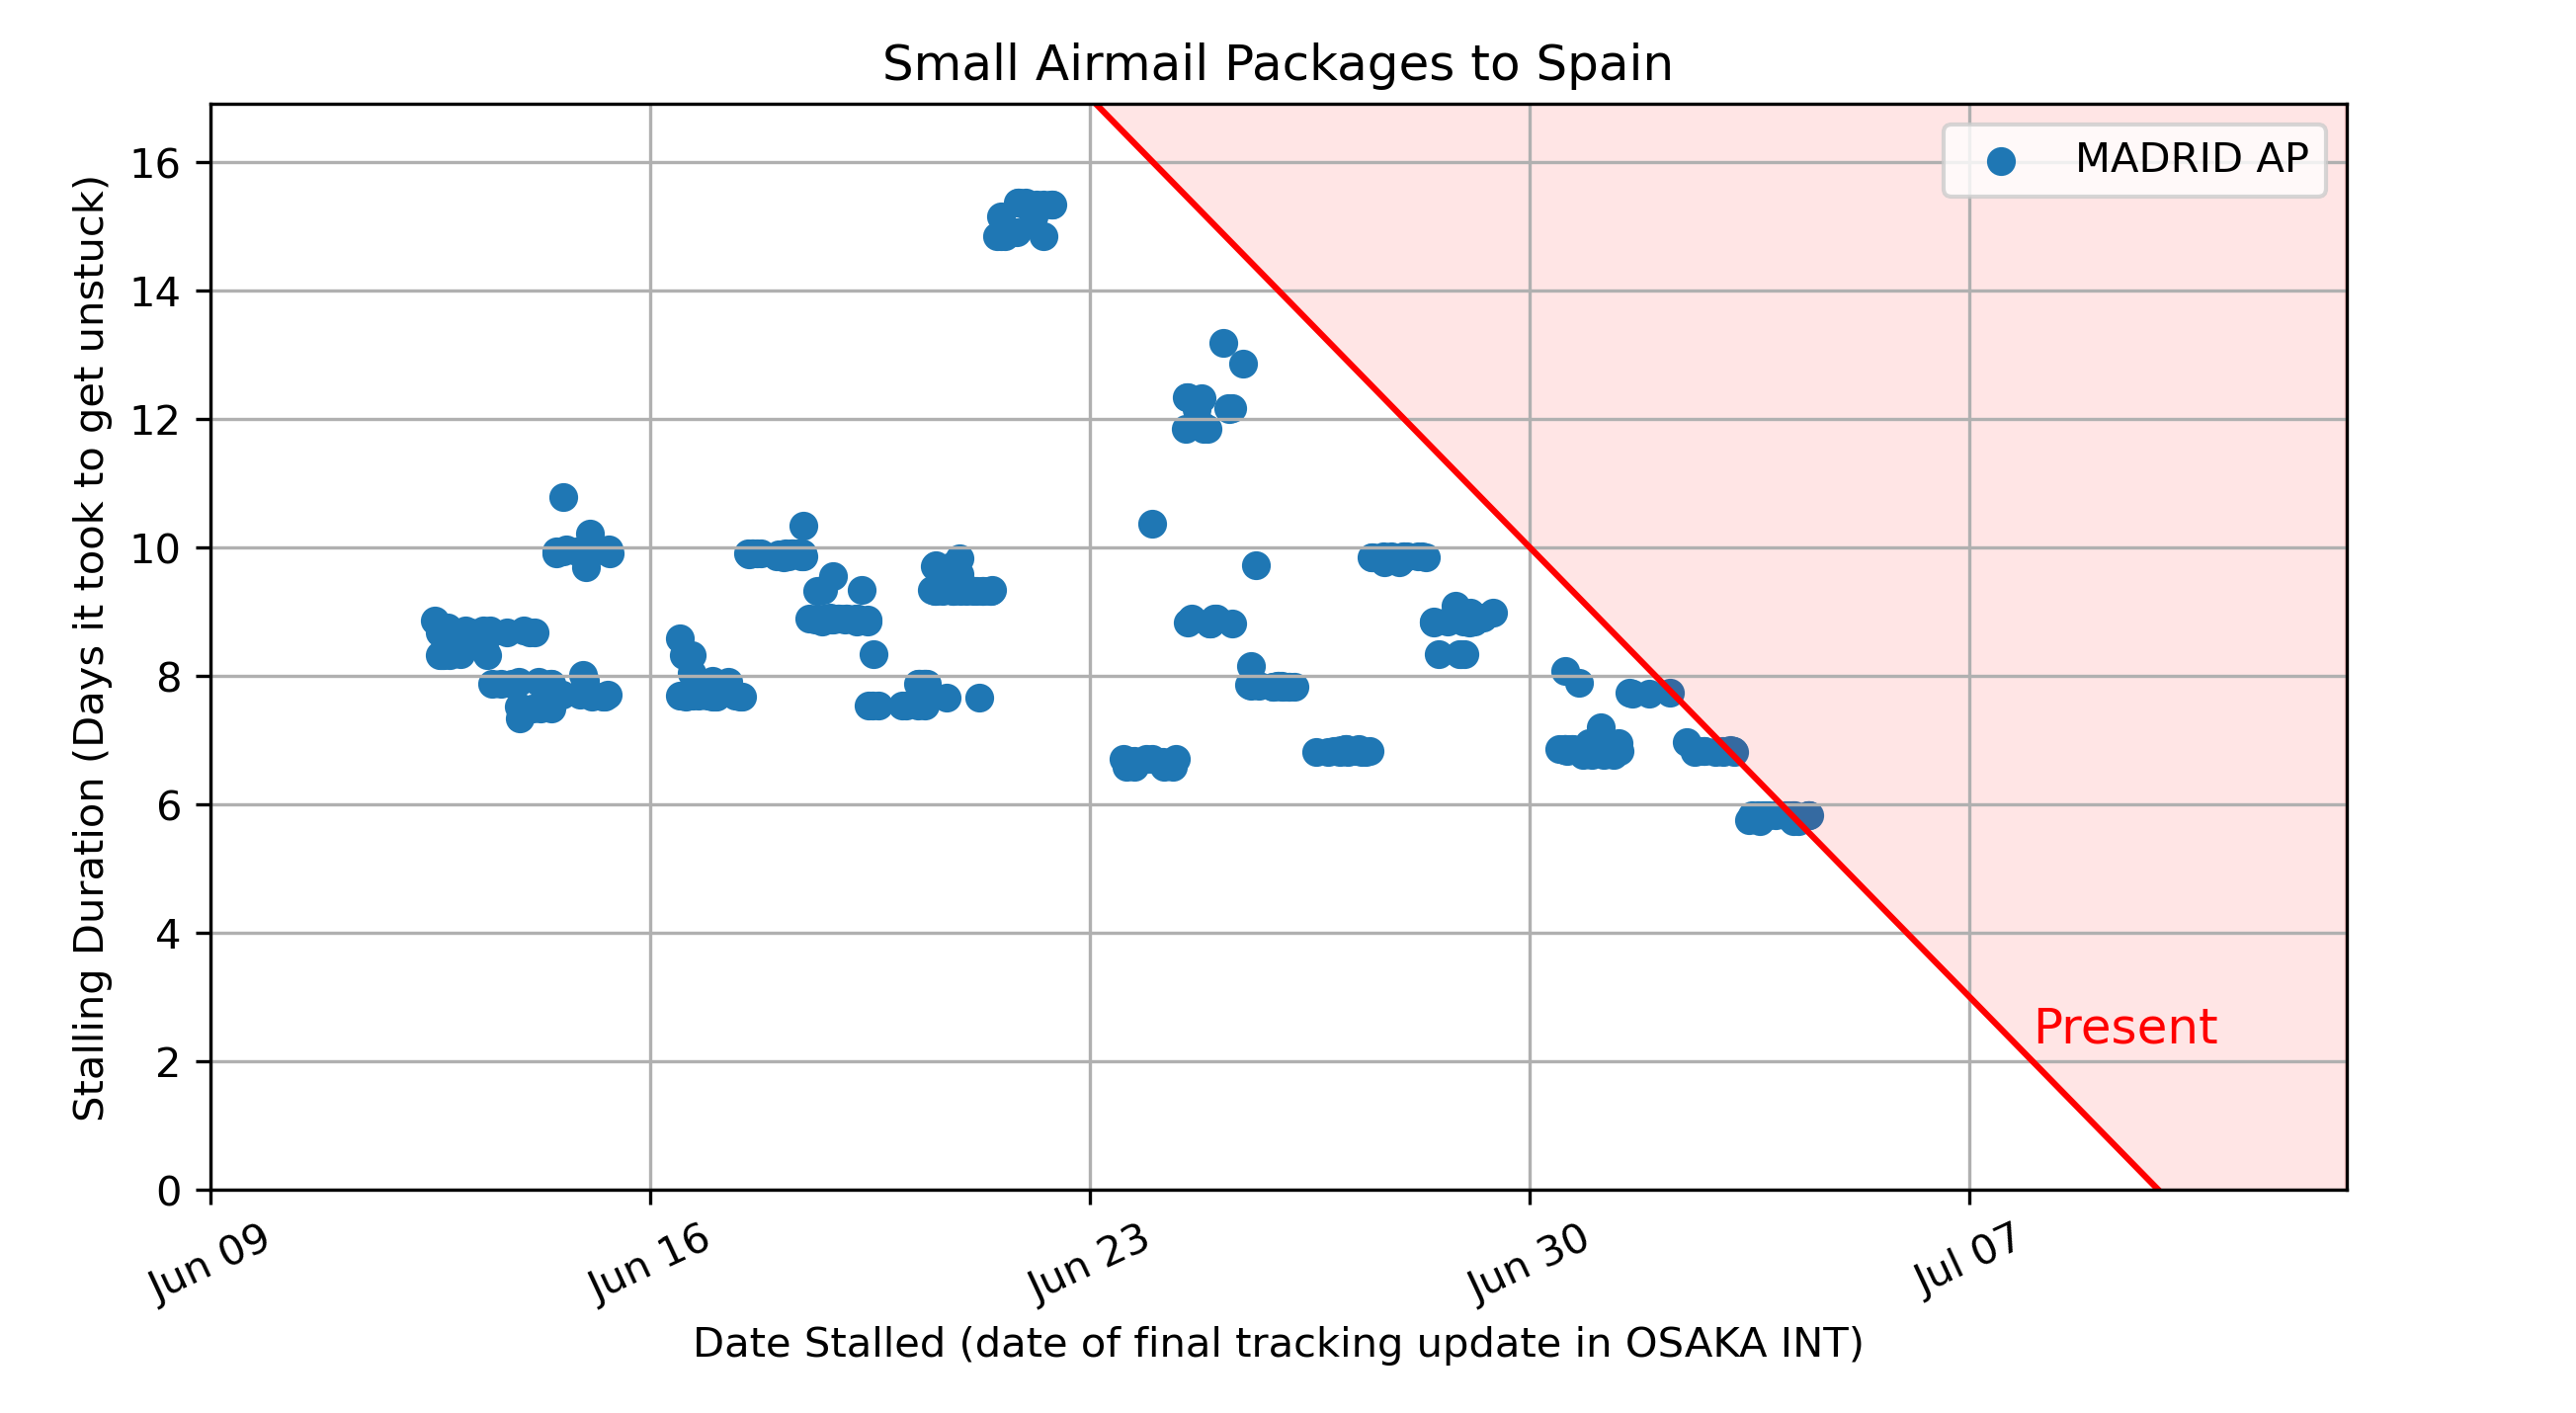 Small Airmail Packages to Spain
MADRID AP
Stalling Duration (Days it took to get unstuck)
16
14
12
10
8
6
4
2
0
Present
Jun 09
Jun 16
Jun 23
Jun 30
Jul 07
Date Stalled (date of final tracking update in OSAKA INT)